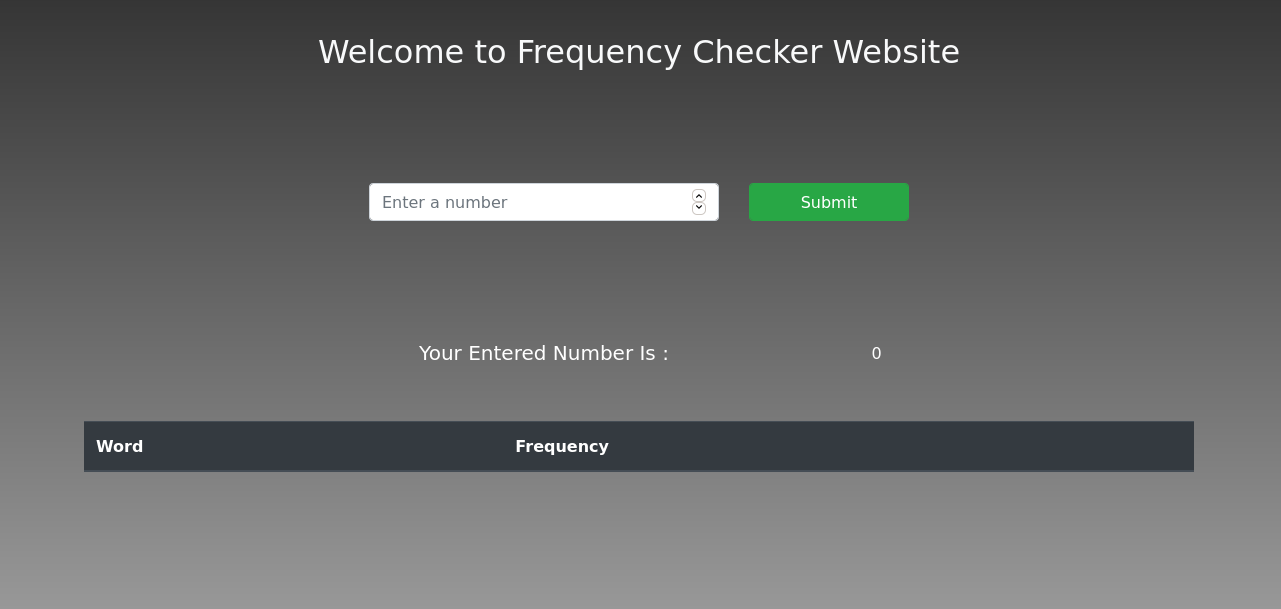 Welcome to Frequency Checker Website
Enter a number Submit
Your Entered Number Is : 0
Word Frequency